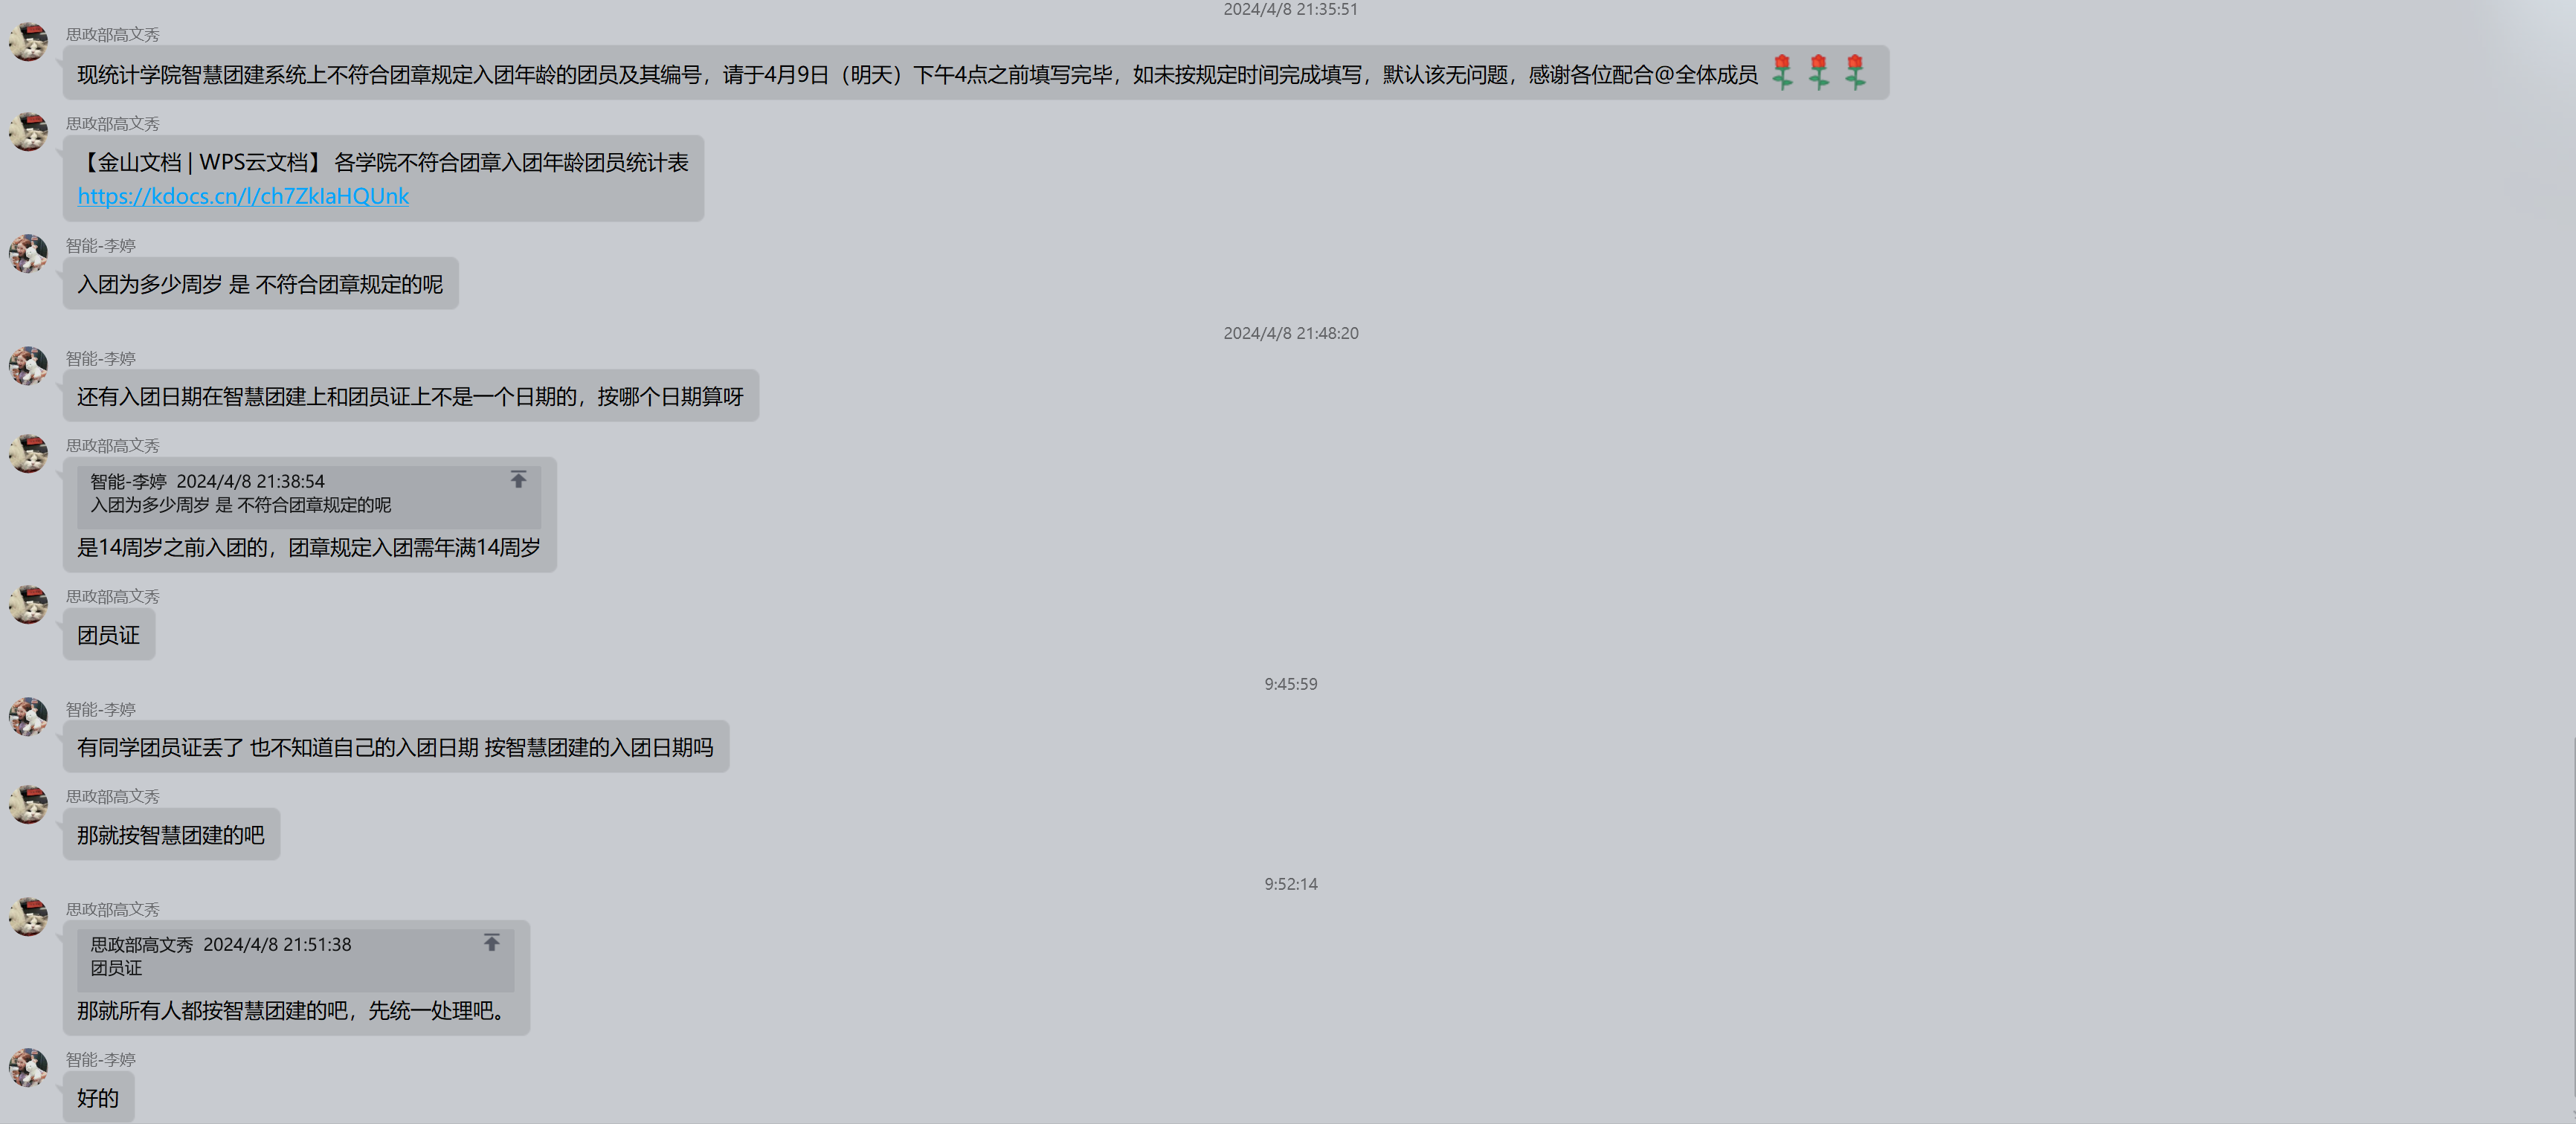 2024/4/8 21:35:51
思政部高文秀
现统计学院智慧团建系统上不符合团章规定入团年龄的团员及其编号，请于4月9日（明天）下午4点之前填写完毕，如未按规定时间完成填写，默认该无问题，感谢各位配合@全体成员
思政部高文秀
【金山文档 | WPS云文档】 各学院不符合团章入团年龄团员统计表
https://kdocs.cn/l/ch7ZkIaHQUnk
智能-李婷
入团为多少周岁 是 不符合团章规定的呢
2024/4/8 21:48:20
智能-李婷
还有入团日期在智慧团建上和团员证上不是一个日期的，按哪个日期算呀
思政部高文秀
智能-李婷 2024/4/8 21:38:54
入团为多少周岁 是 不符合团章规定的呢
是14周岁之前入团的，团章规定入团需年满14周岁
思政部高文秀
团员证
9:45:59
智能-李婷
有同学团员证丢了 也不知道自己的入团日期 按智慧团建的入团日期吗
思政部高文秀
那就按智慧团建的吧
9:52:14
思政部高文秀
思政部高文秀 2024/4/8 21:51:38
团员证
那就所有人都按智慧团建的吧，先统一处理吧。
智能-李婷
好的